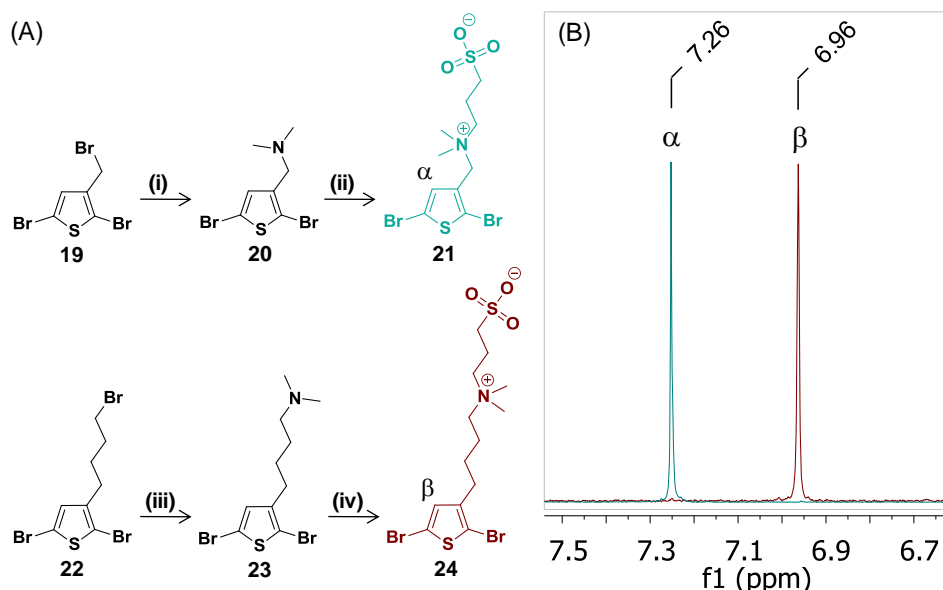 (A)
(B)
O ⊖
O S O
N ⊕
α
Br S Br
21
Br
Br S Br
19
(i)
N
Br S Br
20
(ii)
O ⊖
O S O
N ⊕
β
Br S Br
24
Br
Br S Br
22
(iii)
N
Br S Br
23
(iv)
7.26
6.96
α
β
7.5 7.3 7.1 6.9 6.7
f1 (ppm)